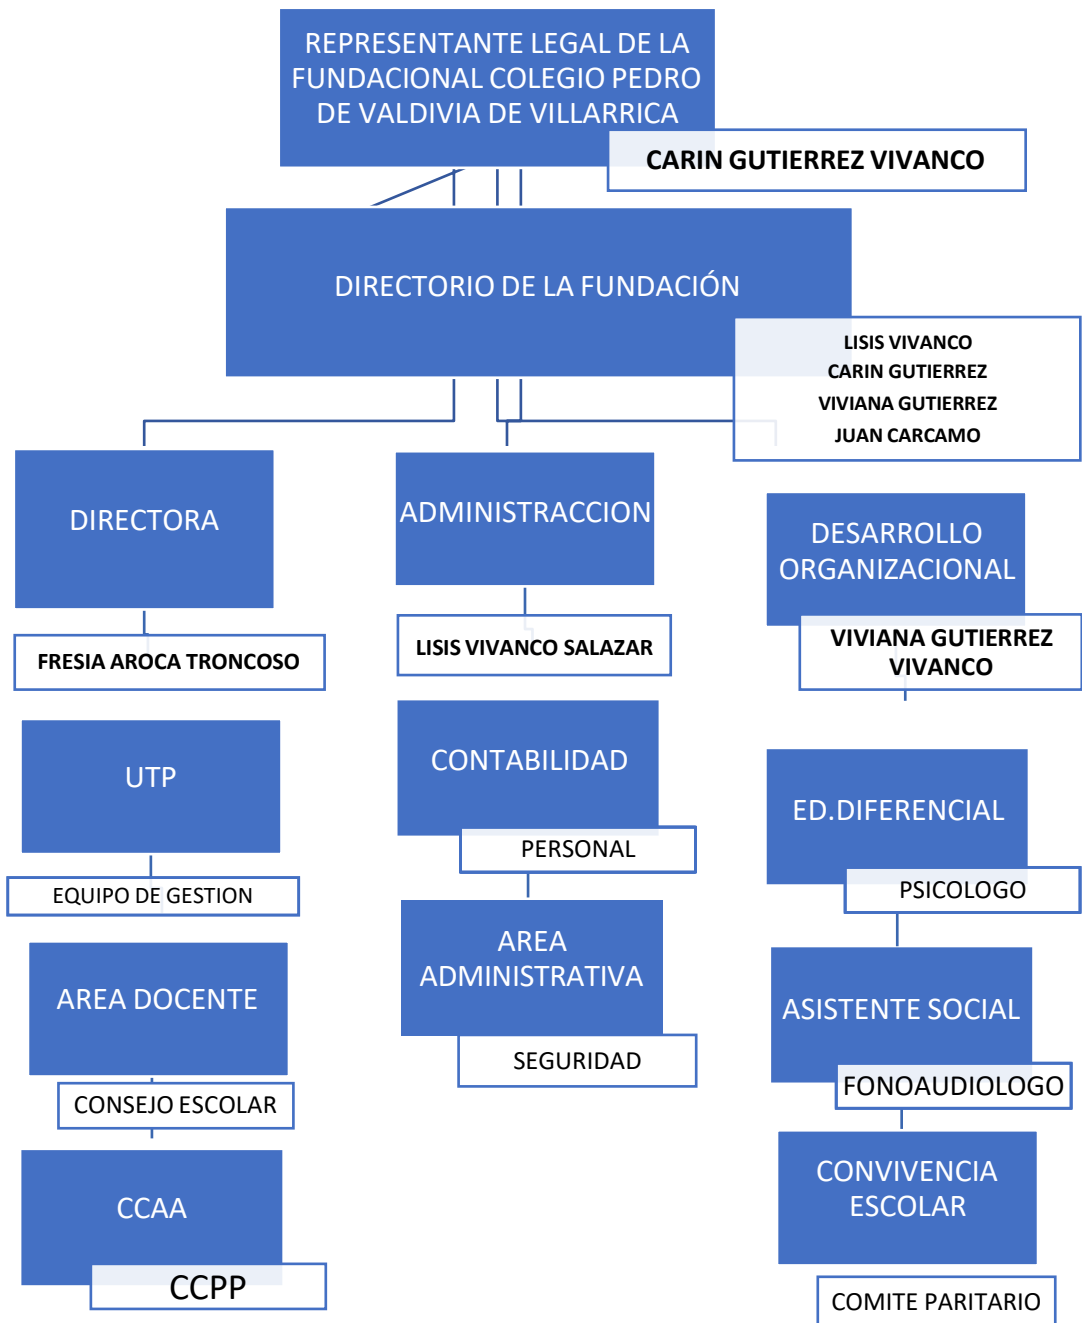 REPRESENTANTE LEGAL DE LA
FUNDACIONAL COLEGIO PEDRO
DE VALDIVIA DE VILLARRICA
CARIN GUTIERREZ VIVANCO
DIRECTORIO DE LA FUNDACIÓN
LISIS VIVANCO
CARIN GUTIERREZ
VIVIANA GUTIERREZ
JUAN CARCAMO
DIRECTORA
FRESIA AROCA TRONCOSO
UTP
EQUIPO DE GESTION
AREA DOCENTE
CONSEJO ESCOLAR
CCAA
CCPP
ADMINISTRACCION
LISIS VIVANCO SALAZAR
CONTABILIDAD
PERSONAL
AREA
ADMINISTRATIVA
SEGURIDAD
DESARROLLO
ORGANIZACIONAL
VIVIANA GUTIERREZ
VIVANCO
ED.DIFERENCIAL
PSICOLOGO
ASISTENTE SOCIAL
FONOAUDIOLOGO
CONVIVENCIA
ESCOLAR
COMITE PARITARIO